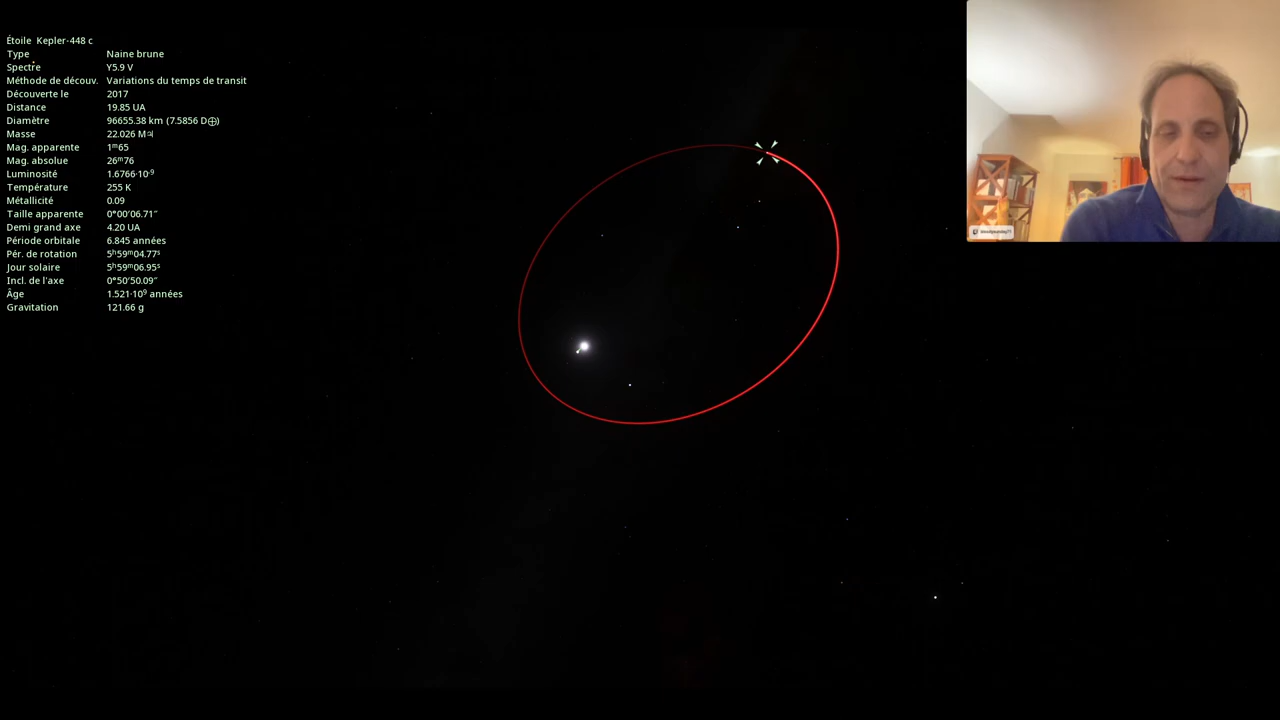 Étoile Kepler-448 c
Type Naine brune
Spectre Y5.9 V
Méthode de découv. Variations du temps de transit
Découverte le 2017
Distance 19.85 UA
Diamètre 96655.38 km (7.5856 D⊕)
Masse 22.026 M♃
Mag. apparente 1ᵐ65
Mag. absolue 26ᵐ76
Luminosité 1.6766·10⁻⁹
Température 255 K
Métallicité 0.09
Taille apparente 0°00′06.71″
Demi grand axe 4.20 UA
Période orbitale 6.845 années
Pér. de rotation 5ʰ59ᵐ04.77ˢ
Jour solaire 5ʰ59ᵐ06.95ˢ
Incl. de l'axe 0°50′50.09″
Âge 1.521·10⁹ années
Gravitation 121.66 g